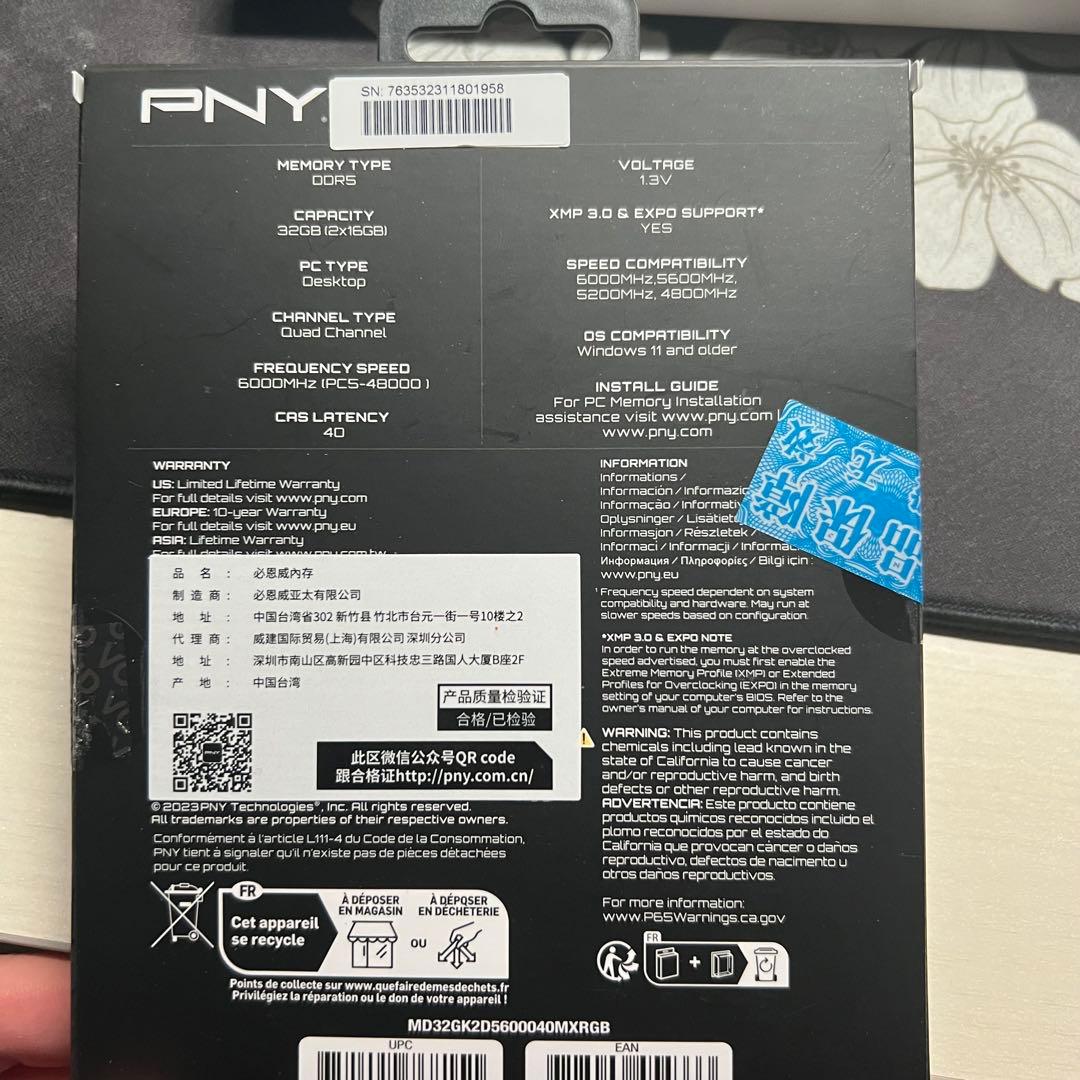 PNY.
SN: 763532311801958
MEMORY TYPE
DDR5
CAPACITY
32GB (2x16GB)
PC TYPE
Desktop
CHANNEL TYPE
Quad Channel
FREQUENCY SPEED
6000MHz (PC5-48000 )
CAS LATENCY
40
VOLTAGE
1.3V
XMP 3.0 & EXPO SUPPORT*
YES
SPEED COMPATIBILITY
6000MHz,5600MHz,
5200MHz, 4800MHz
OS COMPATIBILITY
Windows 11 and older
INSTALL GUIDE
For PC Memory Installation
assistance visit www.pny.com |
www.pny.com
WARRANTY
US: Limited Lifetime Warranty
For full details visit www.pny.com
EUROPE: 10-year Warranty
For full details visit www.pny.eu
ASIA: Lifetime Warranty
For full details visit www.pny.com.tw
品 名 : 必恩威内存
制 造 商 : 必恩威亚太有限公司
地 址 : 中国台湾省302 新竹县竹北市台元一街一号10楼之2
代 理 商 : 威建国际贸易(上海)有限公司 深圳分公司
地 址 : 深圳市南山区高新园中区科技忠三路国人大厦B座2F
产 地 : 中国台湾
产品质量检验证
合格/已检验
PNY
此区微信公众号QR code
跟合格证http://pny.com.cn/
© 2023 PNY Technologies®, Inc. All rights reserved.
All trademarks are properties of their respective owners.
Conformément à l'article L111-4 du Code de la Consommation,
PNY tient à signaler qu'il n'existe pas de pièces détachées
pour ce produit.
INFORMATION
Informations /
Información / Informazio
Informação / Informati
Oplysninger / Lisätiet
Informasjon / Részletek /
Informaci / Informacji / Informac
Информация / Πληροφορίες / Bilgi için :
www.pny.eu
¹ Frequency speed dependent on system
compatibility and hardware. May run at
slower speeds based on configuration.
*XMP 3.0 & EXPO NOTE
In order to run the memory at the overclocked
speed advertised, you must first enable the
Extreme Memory Profile (XMP) or Extended
Profiles for Overclocking (EXPO) in the memory
setting of your computer's BIOS. Refer to the
owner's manual of your computer for instructions.
WARNING: This product contains
chemicals including lead known in the
state of California to cause cancer
and/or reproductive harm, and birth
defects or other reproductive harm.
ADVERTENCIA: Este producto contiene
productos químicos reconocidos incluido el
plomo reconocidos por el estado do
California que provocan cáncer o daños
reproductivo, defectos de nacimento u
otros daños reproductivos.
For more information:
www.P65Warnings.ca.gov
FR
Cet appareil
se recycle
À DÉPOSER
EN MAGASIN
OU
À DÉPOSER
EN DÉCHÈTERIE
Points de collecte sur www.quefairedemesdechets.fr
Privilégiez la réparation ou le don de votre appareil !
FR
+
MD32GK2D5600040MXRGB
UPC
EAN